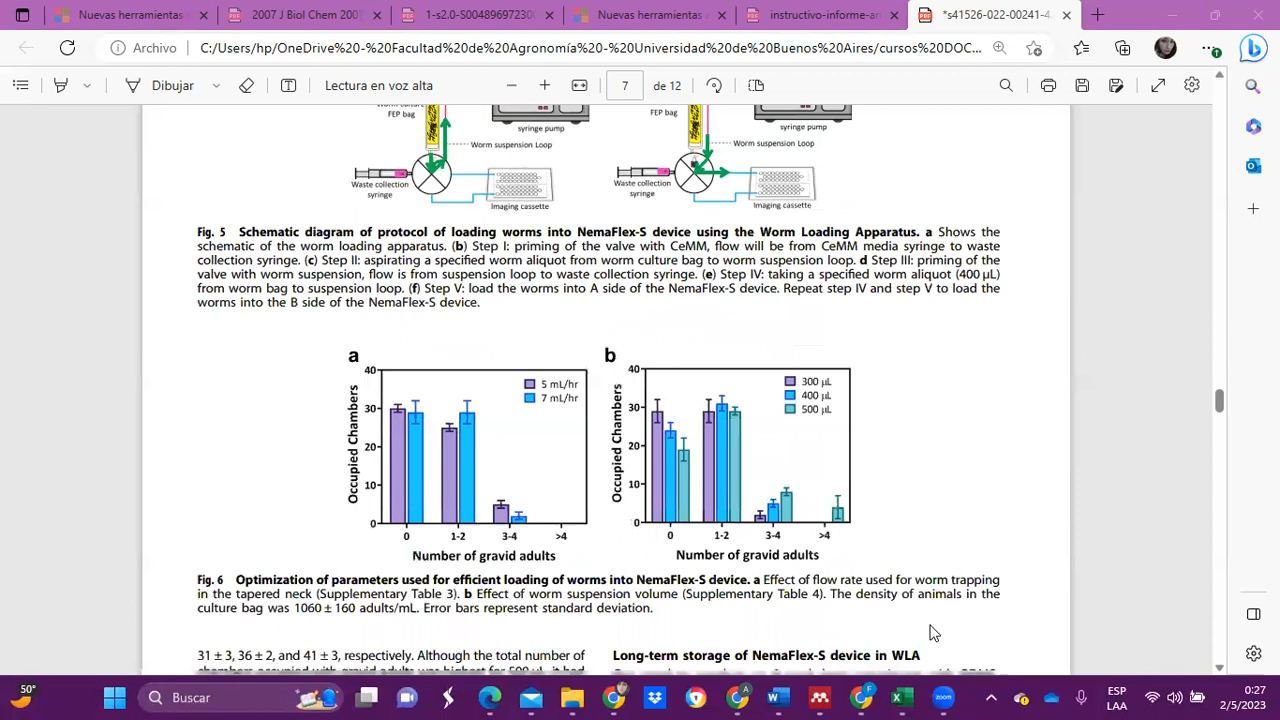 Nuevas herramientas
2007 J Biol Chem 2007
1-s2.0-S004896972300
Nuevas herramientas e
instructivo-informe-an
*s41526-022-00241-4.
Archivo
C:/Users/hp/OneDrive%20-%20Facultad%20de%20Agronomía%20-%20Universidad%20de%20Buenos%20Aires/cursos%20DOC...
Dibujar
Lectura en voz alta
7
de 12
FEP bag
syringe pump
Worm suspension Loop
Waste collection
syringe
Imaging cassette
FEP bag
syringe pump
Worm suspension Loop
Waste collection
syringe
Imaging cassette
Fig. 5 Schematic diagram of protocol of loading worms into NemaFlex-S device using the Worm Loading Apparatus. a Shows the
schematic of the worm loading apparatus. (b) Step I: priming of the valve with CeMM, flow will be from CeMM media syringe to waste
collection syringe. (c) Step II: aspirating a specified worm aliquot from worm culture bag to worm suspension loop. d Step III: priming of the
valve with worm suspension, flow is from suspension loop to waste collection syringe. (e) Step IV: taking a specified worm aliquot (400 µL)
from worm bag to suspension loop. (f) Step V: load the worms into A side of the NemaFlex-S device. Repeat step IV and step V to load the
worms into the B side of the NemaFlex-S device.
a
40
30
20
10
0
Occupied Chambers
5 mL/hr
7 mL/hr
0 1-2 3-4 >4
Number of gravid adults
b
40
30
20
10
0
Occupied Chambers
300 µL
400 µL
500 µL
0 1-2 3-4 >4
Number of gravid adults
Fig. 6 Optimization of parameters used for efficient loading of worms into NemaFlex-S device. a Effect of flow rate used for worm trapping
in the tapered neck (Supplementary Table 3). b Effect of worm suspension volume (Supplementary Table 4). The density of animals in the
culture bag was 1060 ± 160 adults/mL. Error bars represent standard deviation.
31 ± 3, 36 ± 2, and 41 ± 3, respectively. Although the total number of
Long-term storage of NemaFlex-S device in WLA
50°
Buscar
zoom
ESP
LAA
0:27
2/5/2023